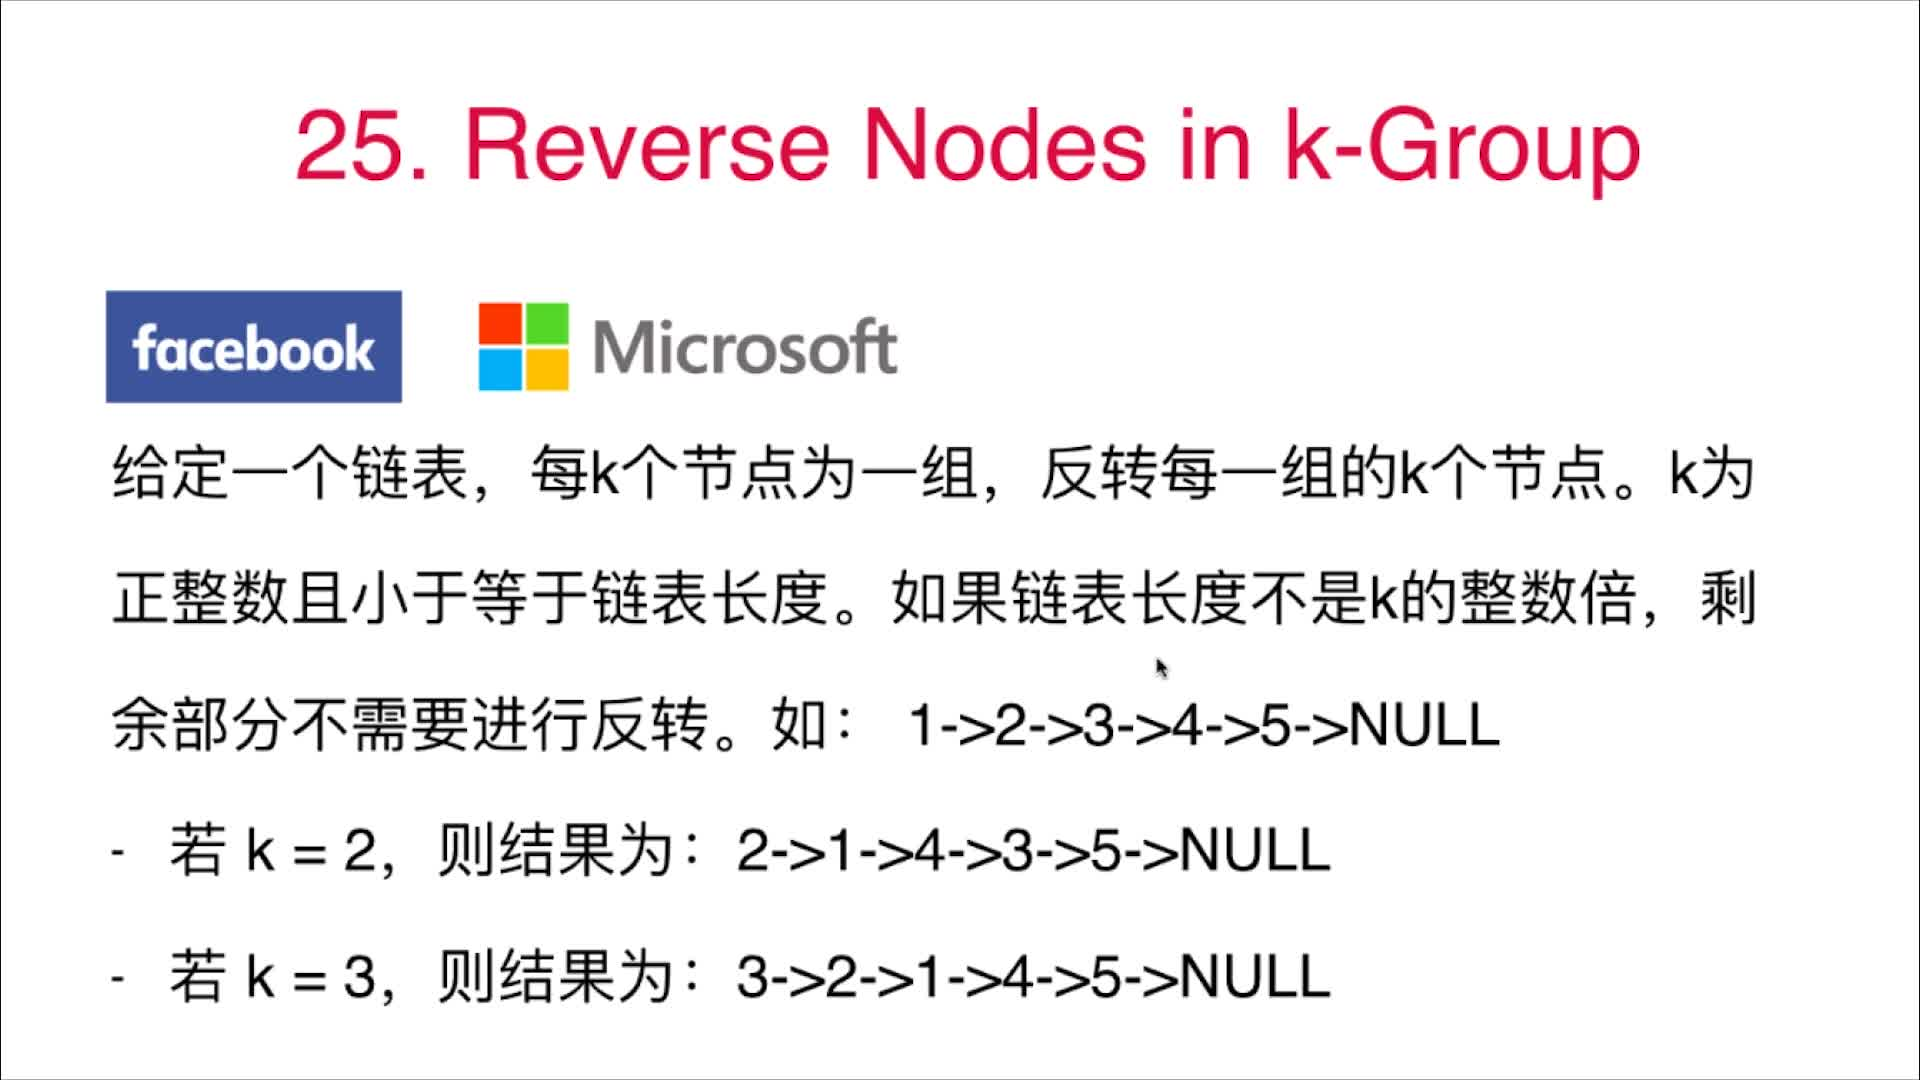 25. Reverse Nodes in k-Group
facebook
Microsoft
给定一个链表，每k个节点为一组，反转每一组的k个节点。k为
正整数且小于等于链表长度。如果链表长度不是k的整数倍，剩
余部分不需要进行反转。如： 1->2->3->4->5->NULL
- 若 k = 2，则结果为：2->1->4->3->5->NULL
- 若 k = 3，则结果为：3->2->1->4->5->NULL